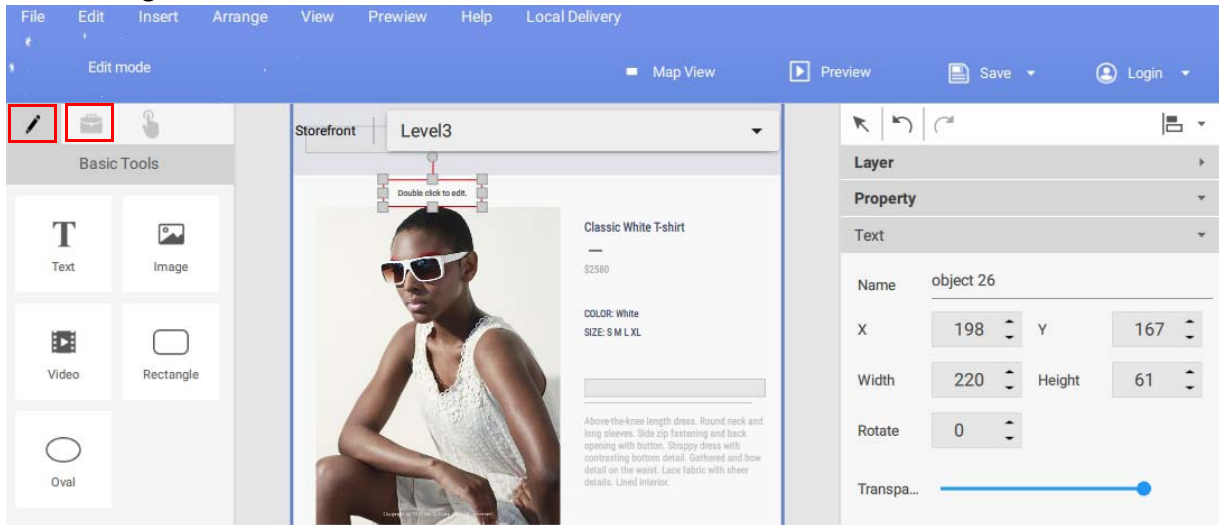 File Edit Insert Arrange View Prewiew Help Local Delivery
Edit mode Map View Preview Save Login
Storefront Level3
Basic Tools
Text Image
Video Rectangle
Oval
Double click to edit.
Classic White T-shirt
$2580
COLOR: White
SIZE: S M L XL
Above-the-knee length dress. Round neck and
long sleeves. Side zip fastening and back
opening with button. Strappy dress with
contrasting bottom detail. Gathered and bow
detail on the waist. Lace fabric with sheer
details. Lined interior.
Layer
Property
Text
Name object 26
X 198 Y 167
Width 220 Height 61
Rotate 0
Transpa...